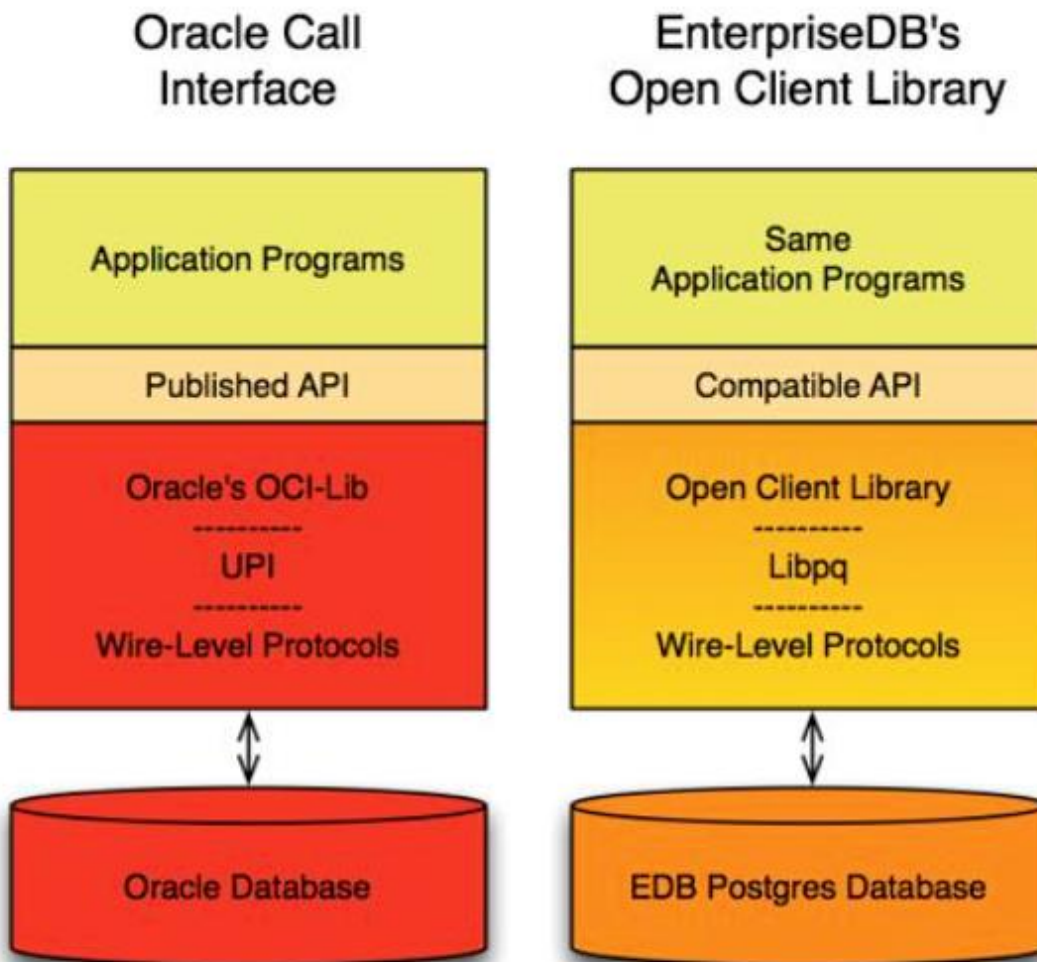 Oracle Call
Interface
Application Programs
Published API
Oracle's OCI-Lib
----------
UPI
----------
Wire-Level Protocols
Oracle Database
EnterpriseDB's
Open Client Library
Same
Application Programs
Compatible API
Open Client Library
----------
Libpq
----------
Wire-Level Protocols
EDB Postgres Database